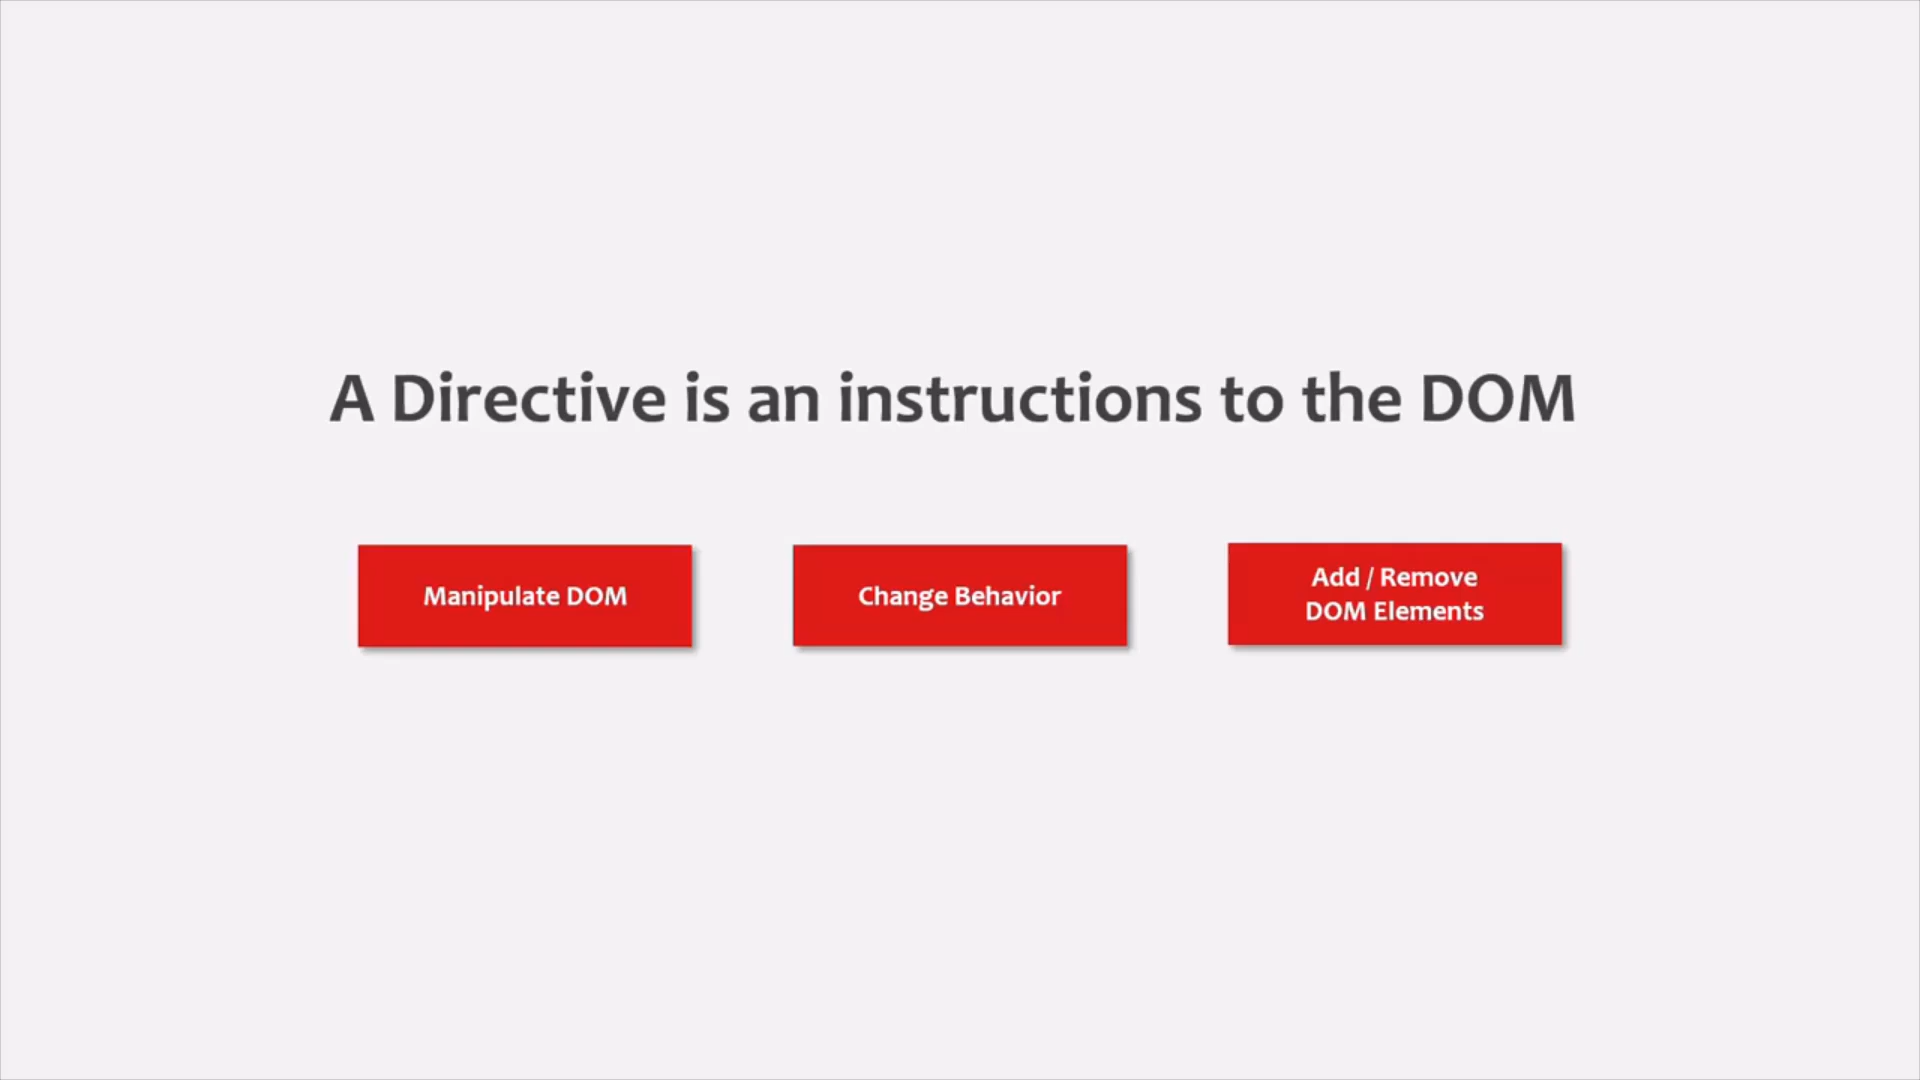 A Directive is an instructions to the DOM
Manipulate DOM
Change Behavior
Add / Remove
DOM Elements